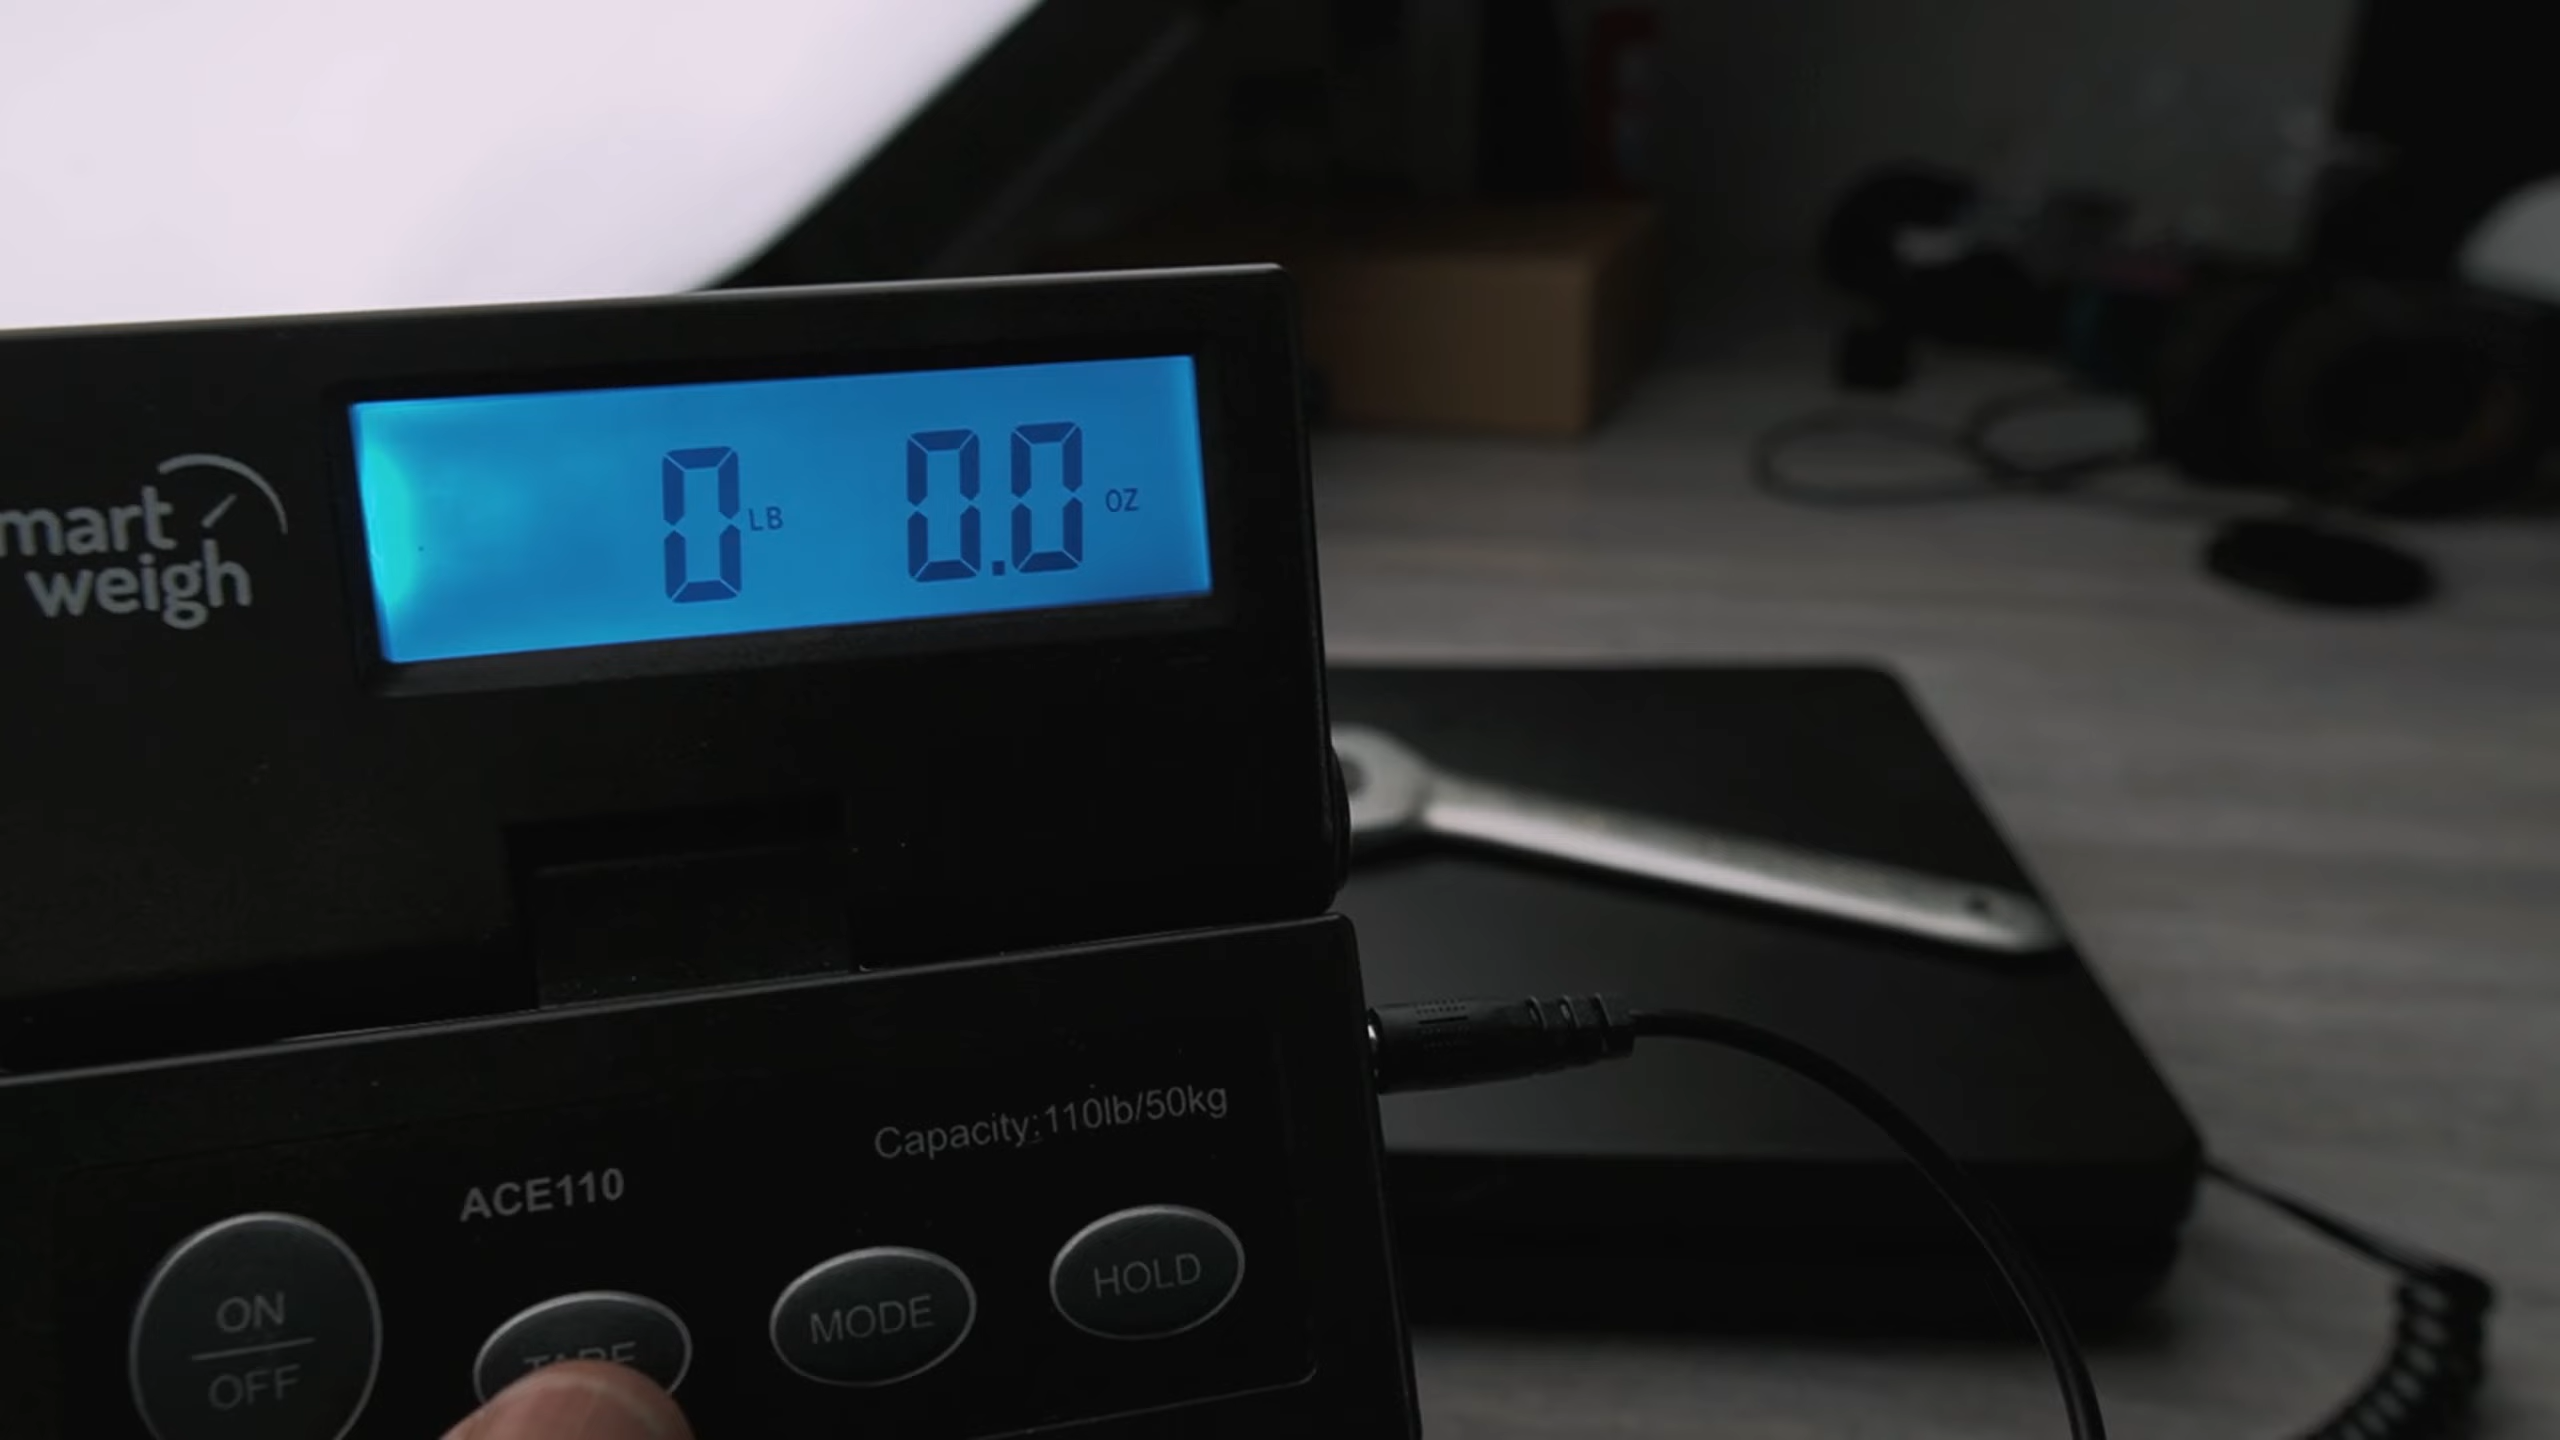 mart
weigh
0 LB 0.0 OZ
Capacity:110lb/50kg
ACE110
ON
OFF
TARE
MODE
HOLD